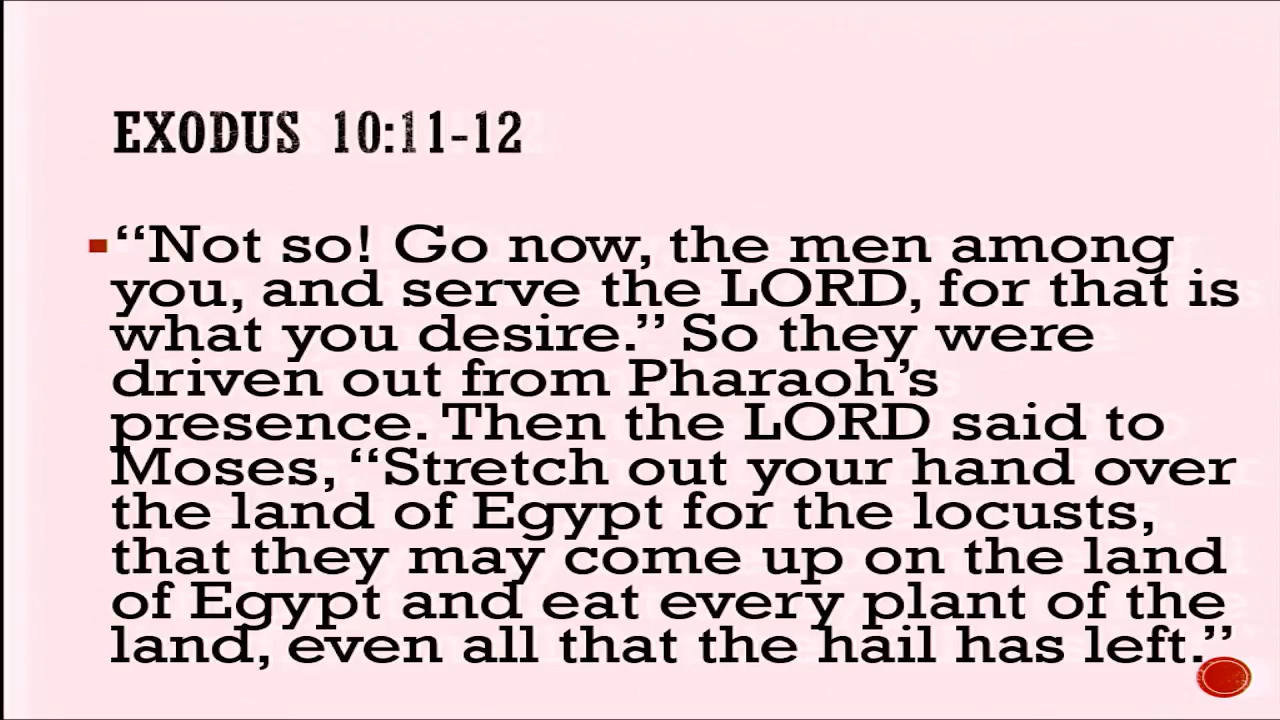 EXODUS 10:11-12
▪“Not so! Go now, the men among
you, and serve the LORD, for that is
what you desire.” So they were
driven out from Pharaoh’s
presence. Then the LORD said to
Moses, “Stretch out your hand over
the land of Egypt for the locusts,
that they may come up on the land
of Egypt and eat every plant of the
land, even all that the hail has left.”